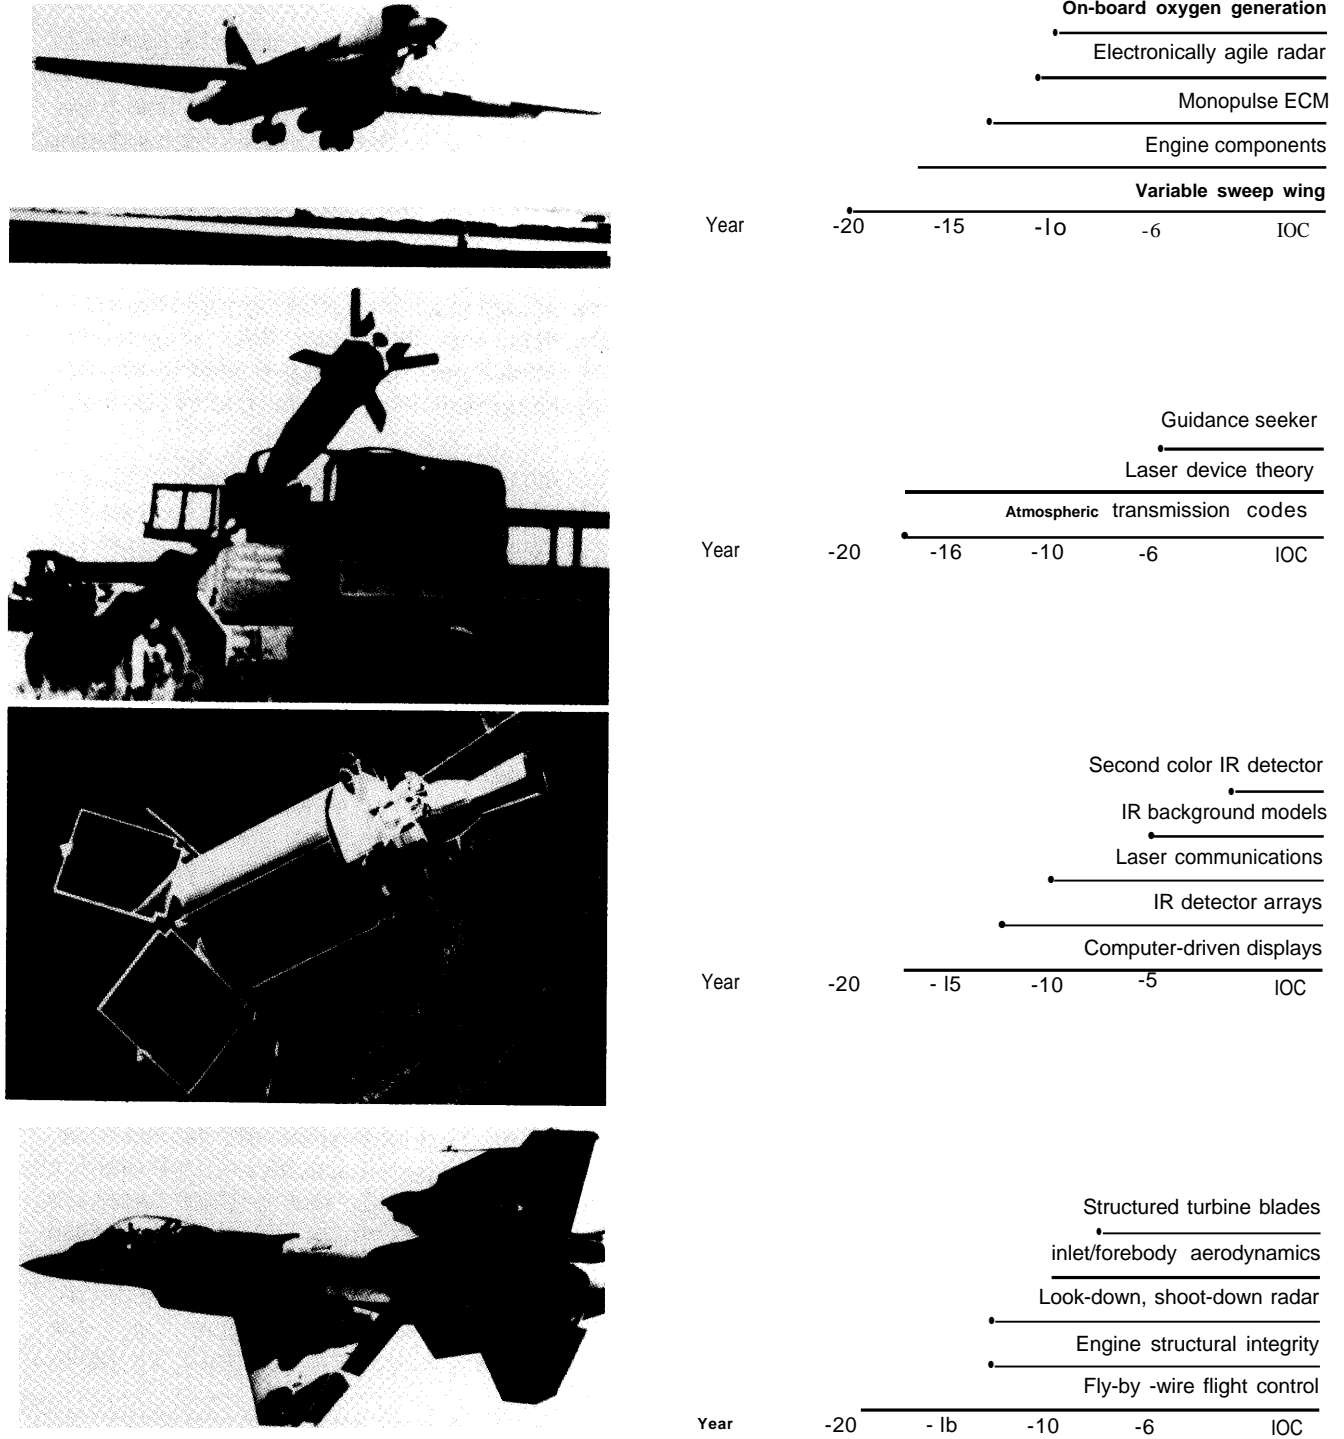 On-board oxygen generation
Electronically agile radar
Monopulse ECM
Engine components
Variable sweep wing
Year -20 -15 -lo -6 IOC
Guidance seeker
Laser device theory
Atmospheric transmission codes
Year -20 -16 -10 -6 IOC
Second color IR detector
IR background models
Laser communications
IR detector arrays
Computer-driven displays
Year -20 - l5 -10 -5 IOC
Structured turbine blades
inlet/forebody aerodynamics
Look-down, shoot-down radar
Engine structural integrity
Fly-by -wire flight control
Year -20 - lb -10 -6 IOC